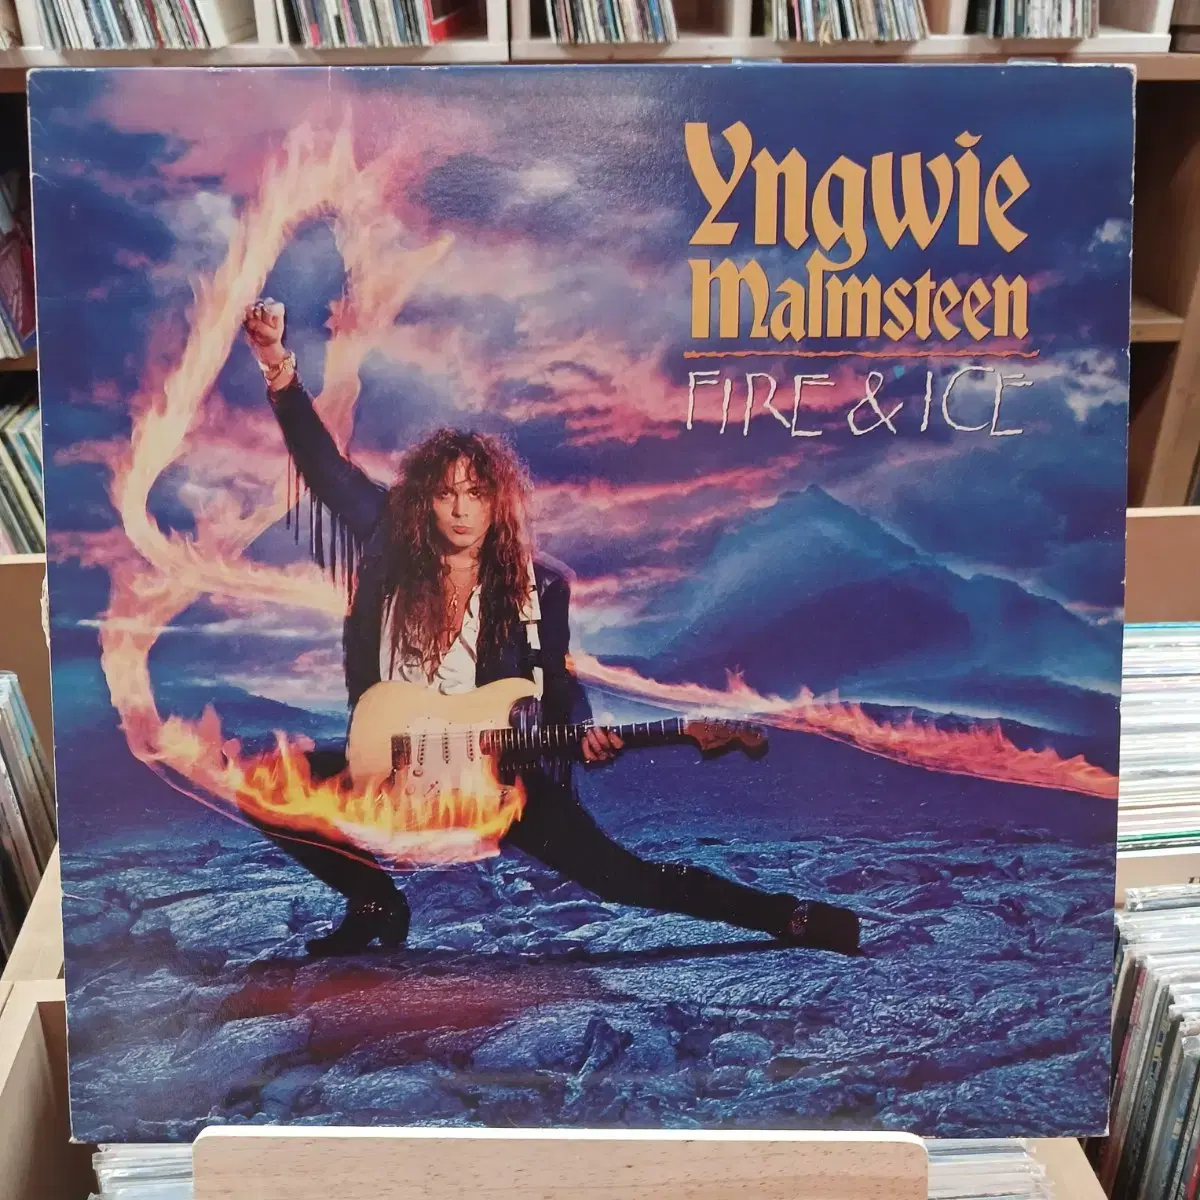 Yngwie
Malmsteen
FIRE & ICE